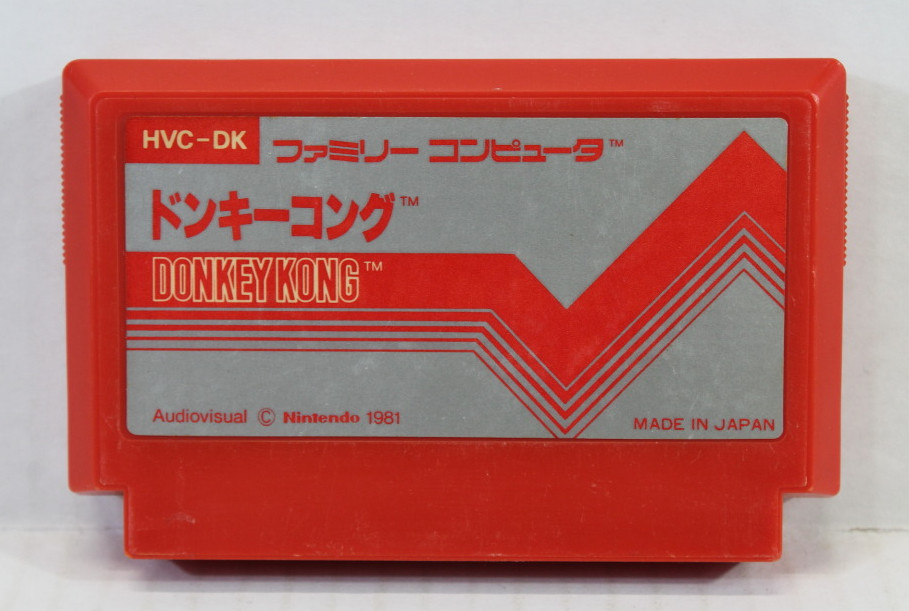 HVC-DK ファミリー コンピュータ™
ドンキーコング™
DONKEY KONG™
Audiovisual © Nintendo 1981
MADE IN JAPAN